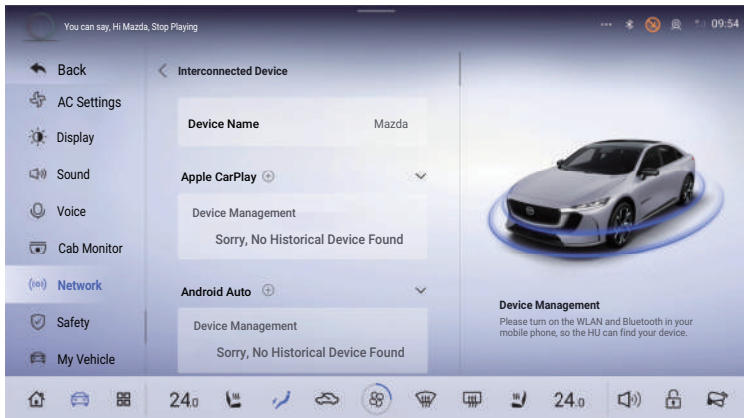 You can say, Hi Mazda, Stop Playing
09:54
Back
Interconnected Device
AC Settings
Display
Sound
Voice
Cab Monitor
Network
Safety
My Vehicle
Device Name
Mazda
Apple CarPlay
Device Management
Sorry, No Historical Device Found
Android Auto
Device Management
Sorry, No Historical Device Found
Device Management
Please turn on the WLAN and Bluetooth in your
mobile phone, so the HU can find your device.
24.0
24.0